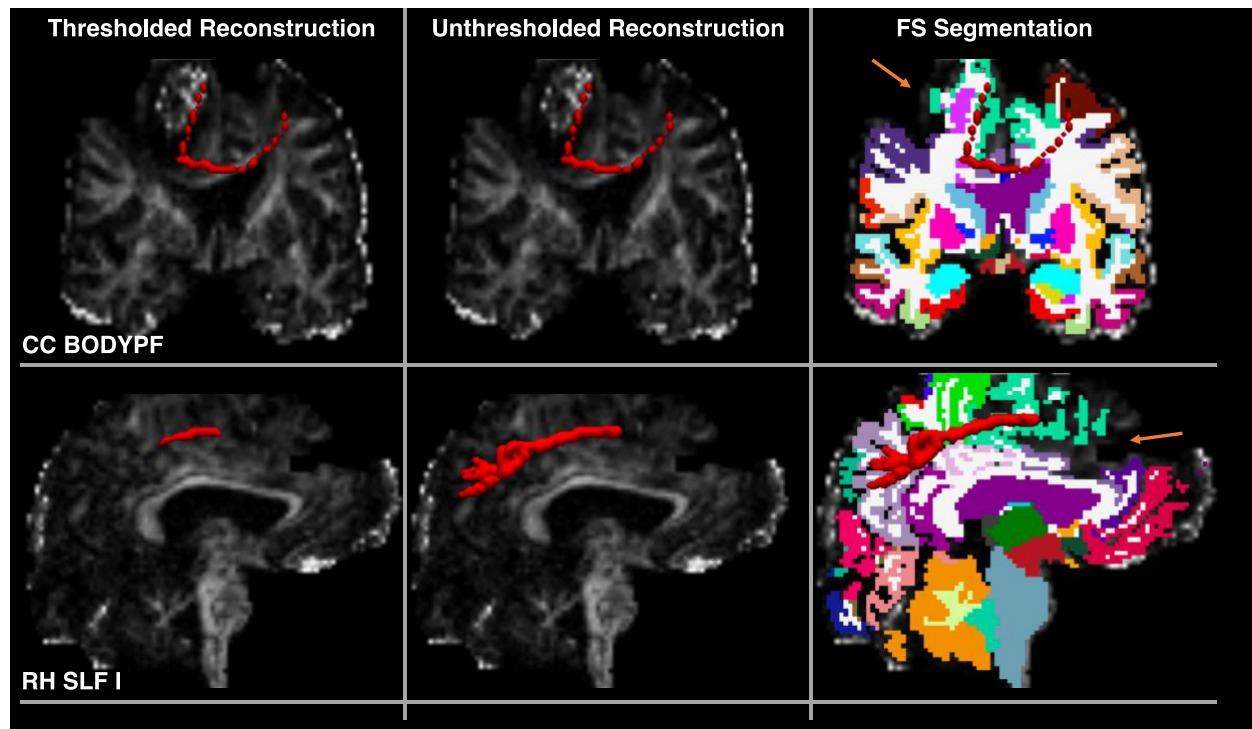 Thresholded Reconstruction
Unthresholded Reconstruction
FS Segmentation
CC BODYPF
RH SLF I